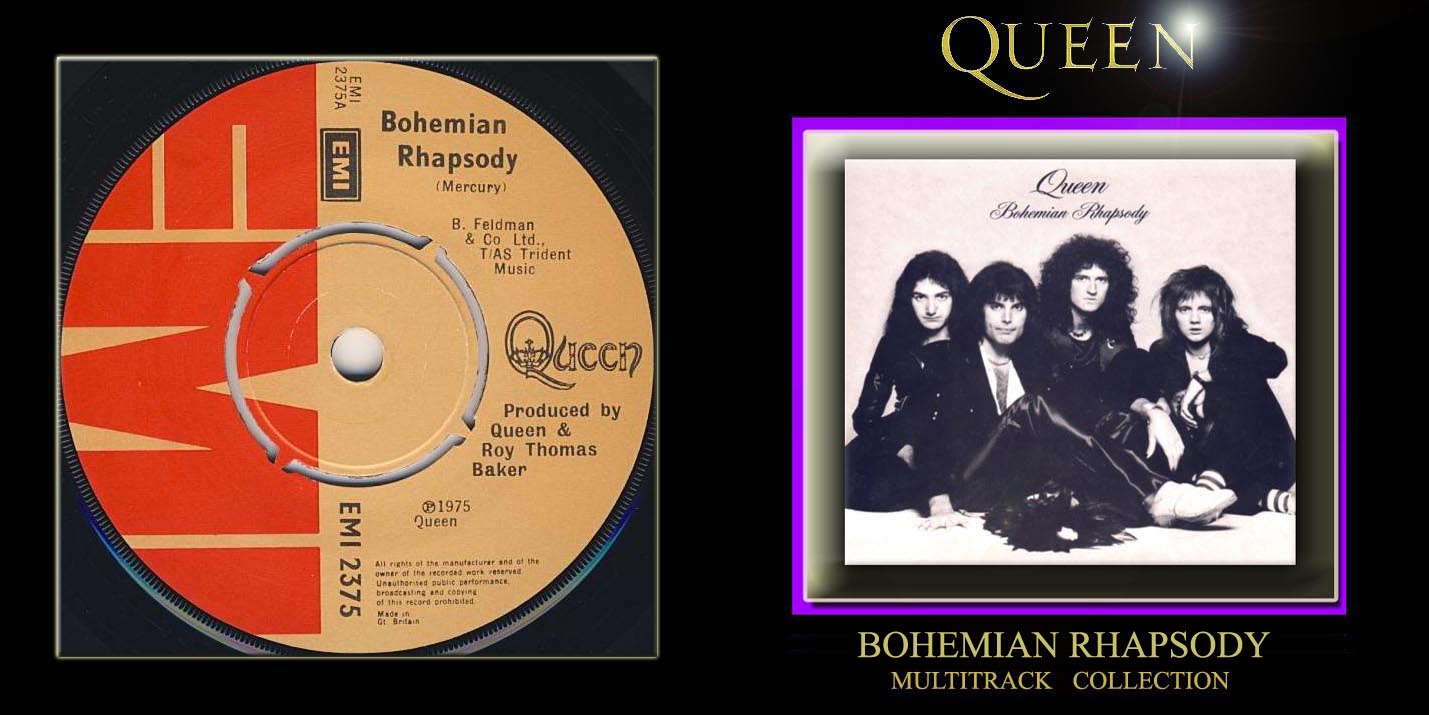 EMI
2375A
EMI
Bohemian
Rhapsody
(Mercury)
B. Feldman
& Co Ltd.,
T/AS Trident
Music
Queen
Produced by
Queen &
Roy Thomas
Baker
℗1975
Queen
EMI 2375
All rights of the manufacturer and of the
owner of the recorded work reserved.
Unauthorised public performance,
broadcasting and copying
of this record prohibited.
Made in
Gt. Britain
EMI
QUEEN
Queen
Bohemian Rhapsody
BOHEMIAN RHAPSODY
MULTITRACK COLLECTION